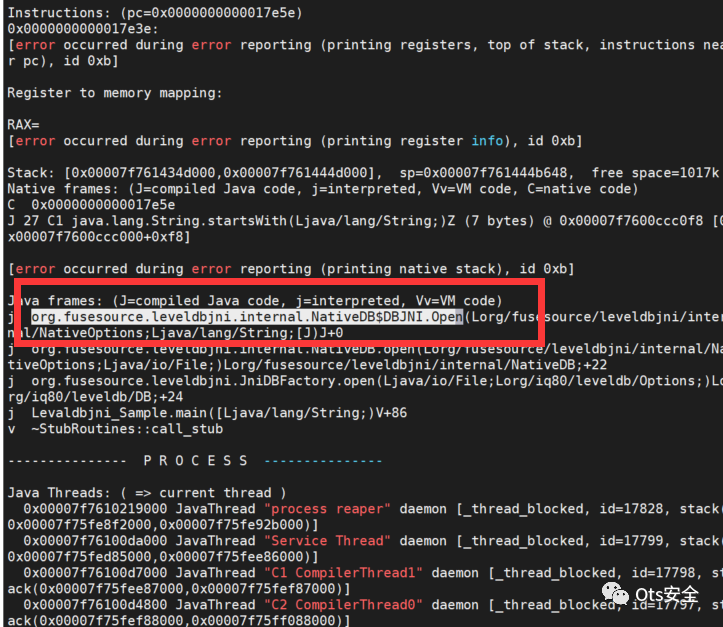 Instructions: (pc=0x0000000000017e5e)
0x0000000000017e3e:
[error occurred during error reporting (printing registers, top of stack, instructions nea
r pc), id 0xb]
Register to memory mapping:
RAX=
[error occurred during error reporting (printing register info), id 0xb]
Stack: [0x00007f761434d000,0x00007f761444d000],  sp=0x00007f761444b648,  free space=1017k
Native frames: (J=compiled Java code, j=interpreted, Vv=VM code, C=native code)
C  0x0000000000017e5e
J 27 C1 java.lang.String.startsWith(Ljava/lang/String;)Z (7 bytes) @ 0x00007f7600ccc0f8 [0
x00007f7600ccc000+0xf8]
[error occurred during error reporting (printing native stack), id 0xb]
Java frames: (J=compiled Java code, j=interpreted, Vv=VM code)
j  org.fusesource.leveldbjni.internal.NativeDB$DBJNI.Open(Lorg/fusesource/leveldbjni/inter
nal/NativeOptions;Ljava/lang/String;[J)J+0
j  org.fusesource.leveldbjni.internal.NativeDB.open(Lorg/fusesource/leveldbjni/internal/Na
tiveOptions;Ljava/io/File;)Lorg/fusesource/leveldbjni/internal/NativeDB;+22
j  org.fusesource.leveldbjni.JniDBFactory.open(Ljava/io/File;Lorg/iq80/leveldb/Options;)Lo
rg/iq80/leveldb/DB;+24
j  Levaldbjni_Sample.main([Ljava/lang/String;)V+86
v  ~StubRoutines::call_stub
---------------  P R O C E S S  ---------------
Java Threads: ( => current thread )
0x00007f7610219000 JavaThread "process reaper" daemon [_thread_blocked, id=17828, stack(
0x00007f75fe8f2000,0x00007f75fe92b000)]
0x00007f76100da000 JavaThread "Service Thread" daemon [_thread_blocked, id=17799, stack(
0x00007f75fed85000,0x00007f75fee86000)]
0x00007f76100d7000 JavaThread "C1 CompilerThread1" daemon [_thread_blocked, id=17798, st
ack(0x00007f75fee87000,0x00007f75fef87000)]
0x00007f76100d4800 JavaThread "C2 CompilerThread0" daemon [_thread_blocked, id=17797, st
ack(0x00007f75fef88000,0x00007f75ff088000)]
Ots安全